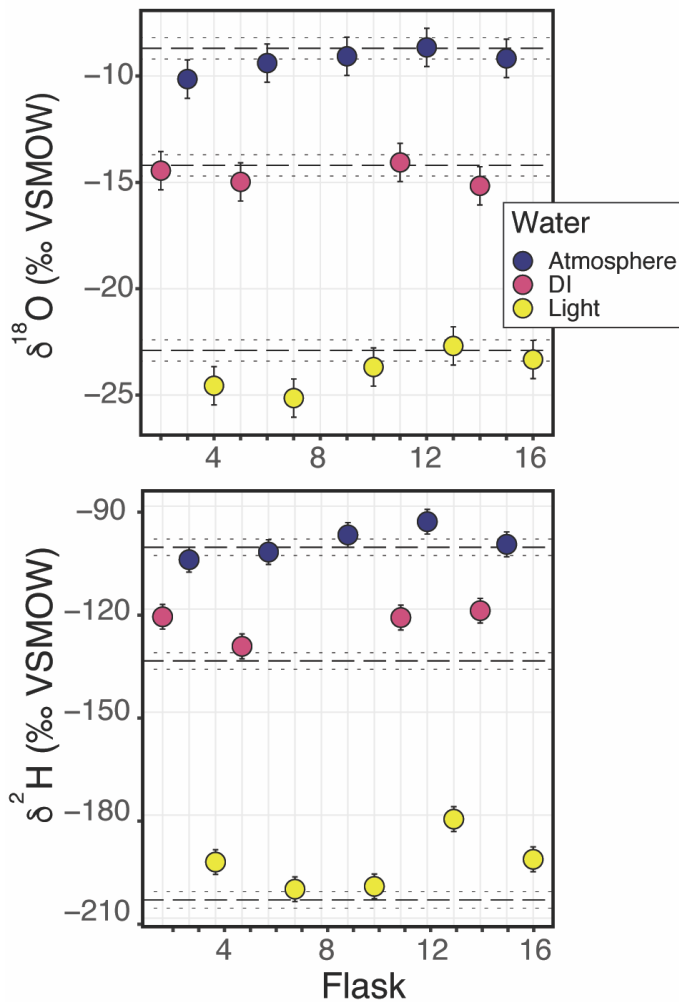 −10
−15
−20
−25
δ18O (‰ VSMOW)
4 8 12 16
Water
Atmosphere
DI
Light
−90
−120
−150
−180
−210
δ2H (‰ VSMOW)
4 8 12 16
Flask